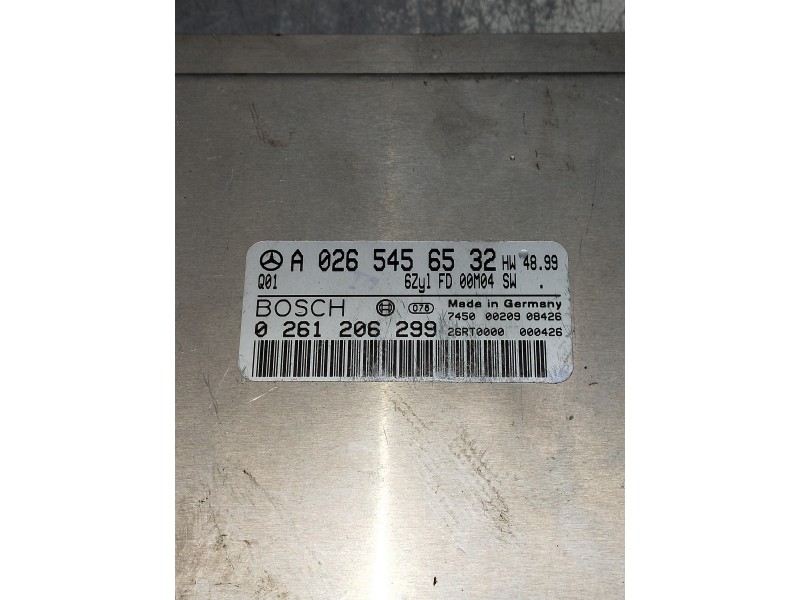 A 026 545 65 32 HW 48.99
Q01 6Zyl FD 00M04 SW .
BOSCH 078 Made in Germany
7450 00209 08426
0 261 206 299 26RT0000 000426